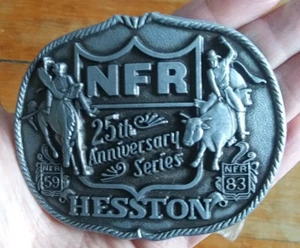 NFR
25th
Anniversary
Series
NFR
59
NFR
83
HESSTON